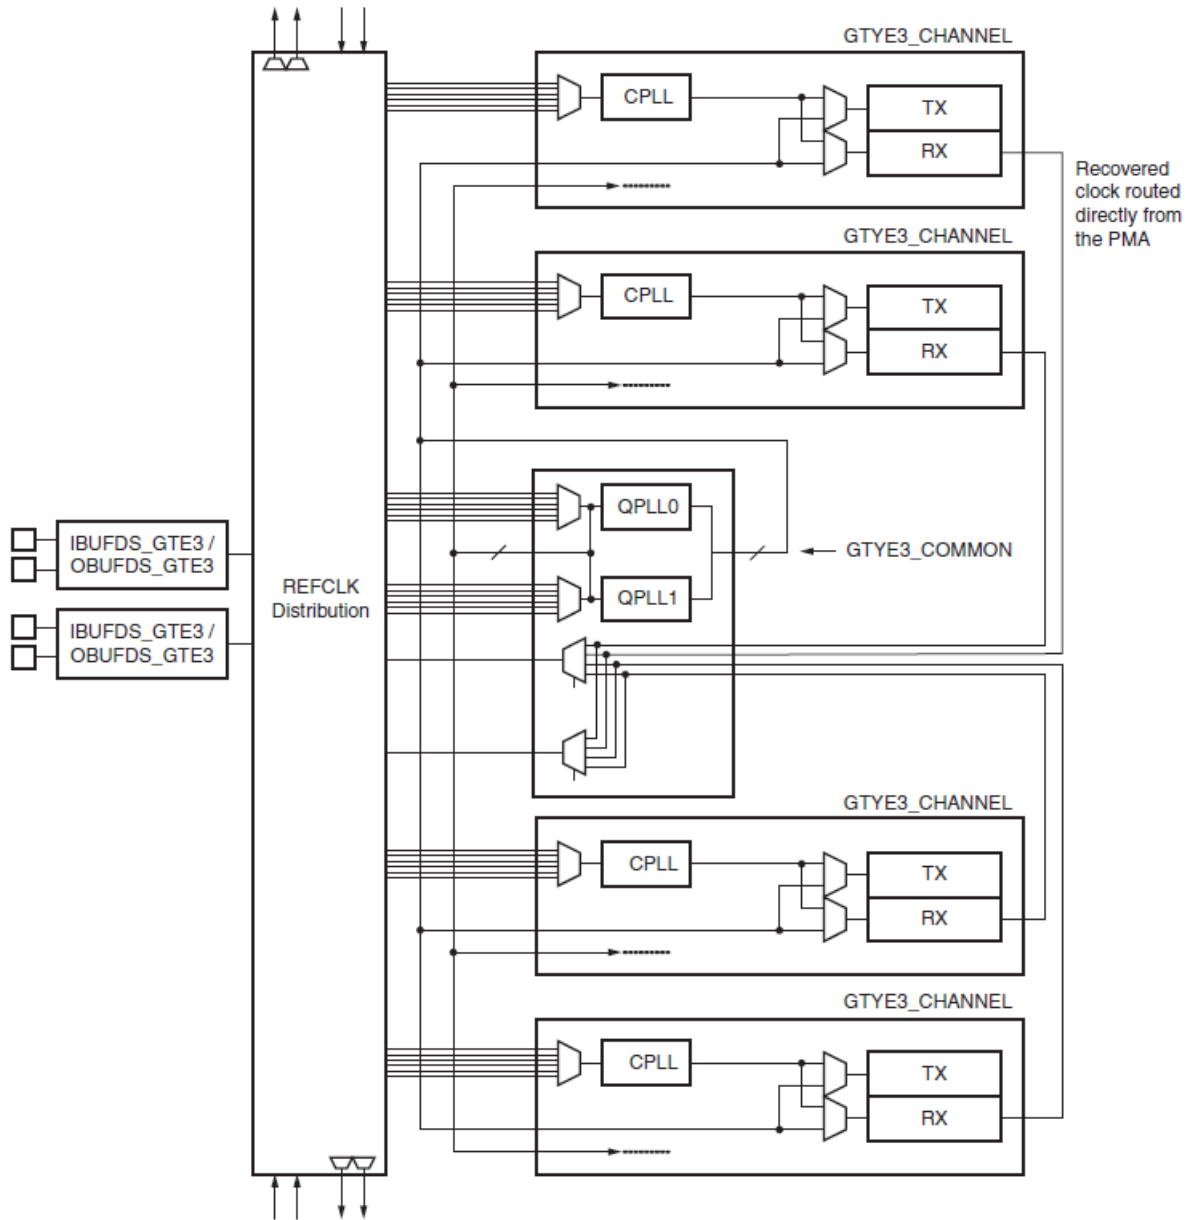 GTYE3_CHANNEL
CPLL
TX
RX
Recovered
clock routed
directly from
the PMA
GTYE3_CHANNEL
CPLL
TX
RX
IBUFDS_GTE3 /
OBUFDS_GTE3
IBUFDS_GTE3 /
OBUFDS_GTE3
REFCLK
Distribution
QPLL0
QPLL1
GTYE3_COMMON
GTYE3_CHANNEL
CPLL
TX
RX
GTYE3_CHANNEL
CPLL
TX
RX